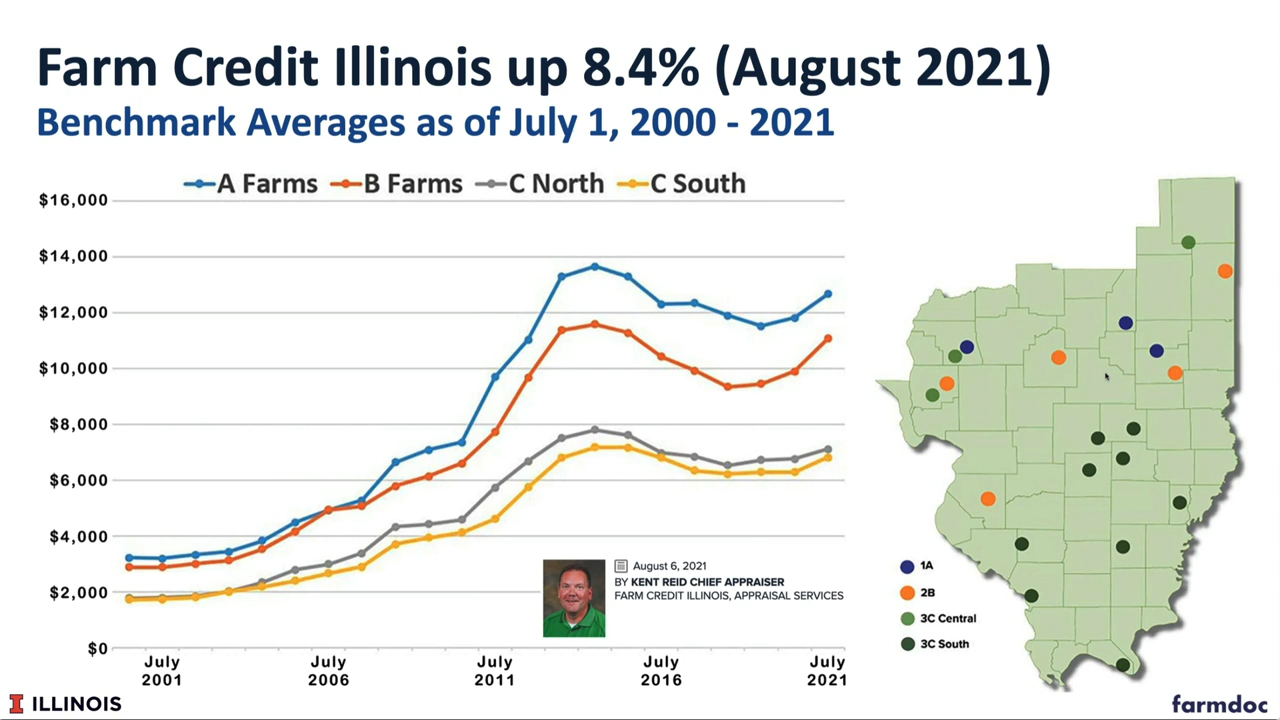 Farm Credit Illinois up 8.4% (August 2021)
Benchmark Averages as of July 1, 2000 - 2021
A Farms B Farms C North C South
$16,000
$14,000
$12,000
$10,000
$8,000
$6,000
$4,000
$2,000
$0
July 2001
July 2006
July 2011
July 2016
July 2021
August 6, 2021
BY KENT REID CHIEF APPRAISER
FARM CREDIT ILLINOIS, APPRAISAL SERVICES
1A
2B
3C Central
3C South
I ILLINOIS
farmdoc